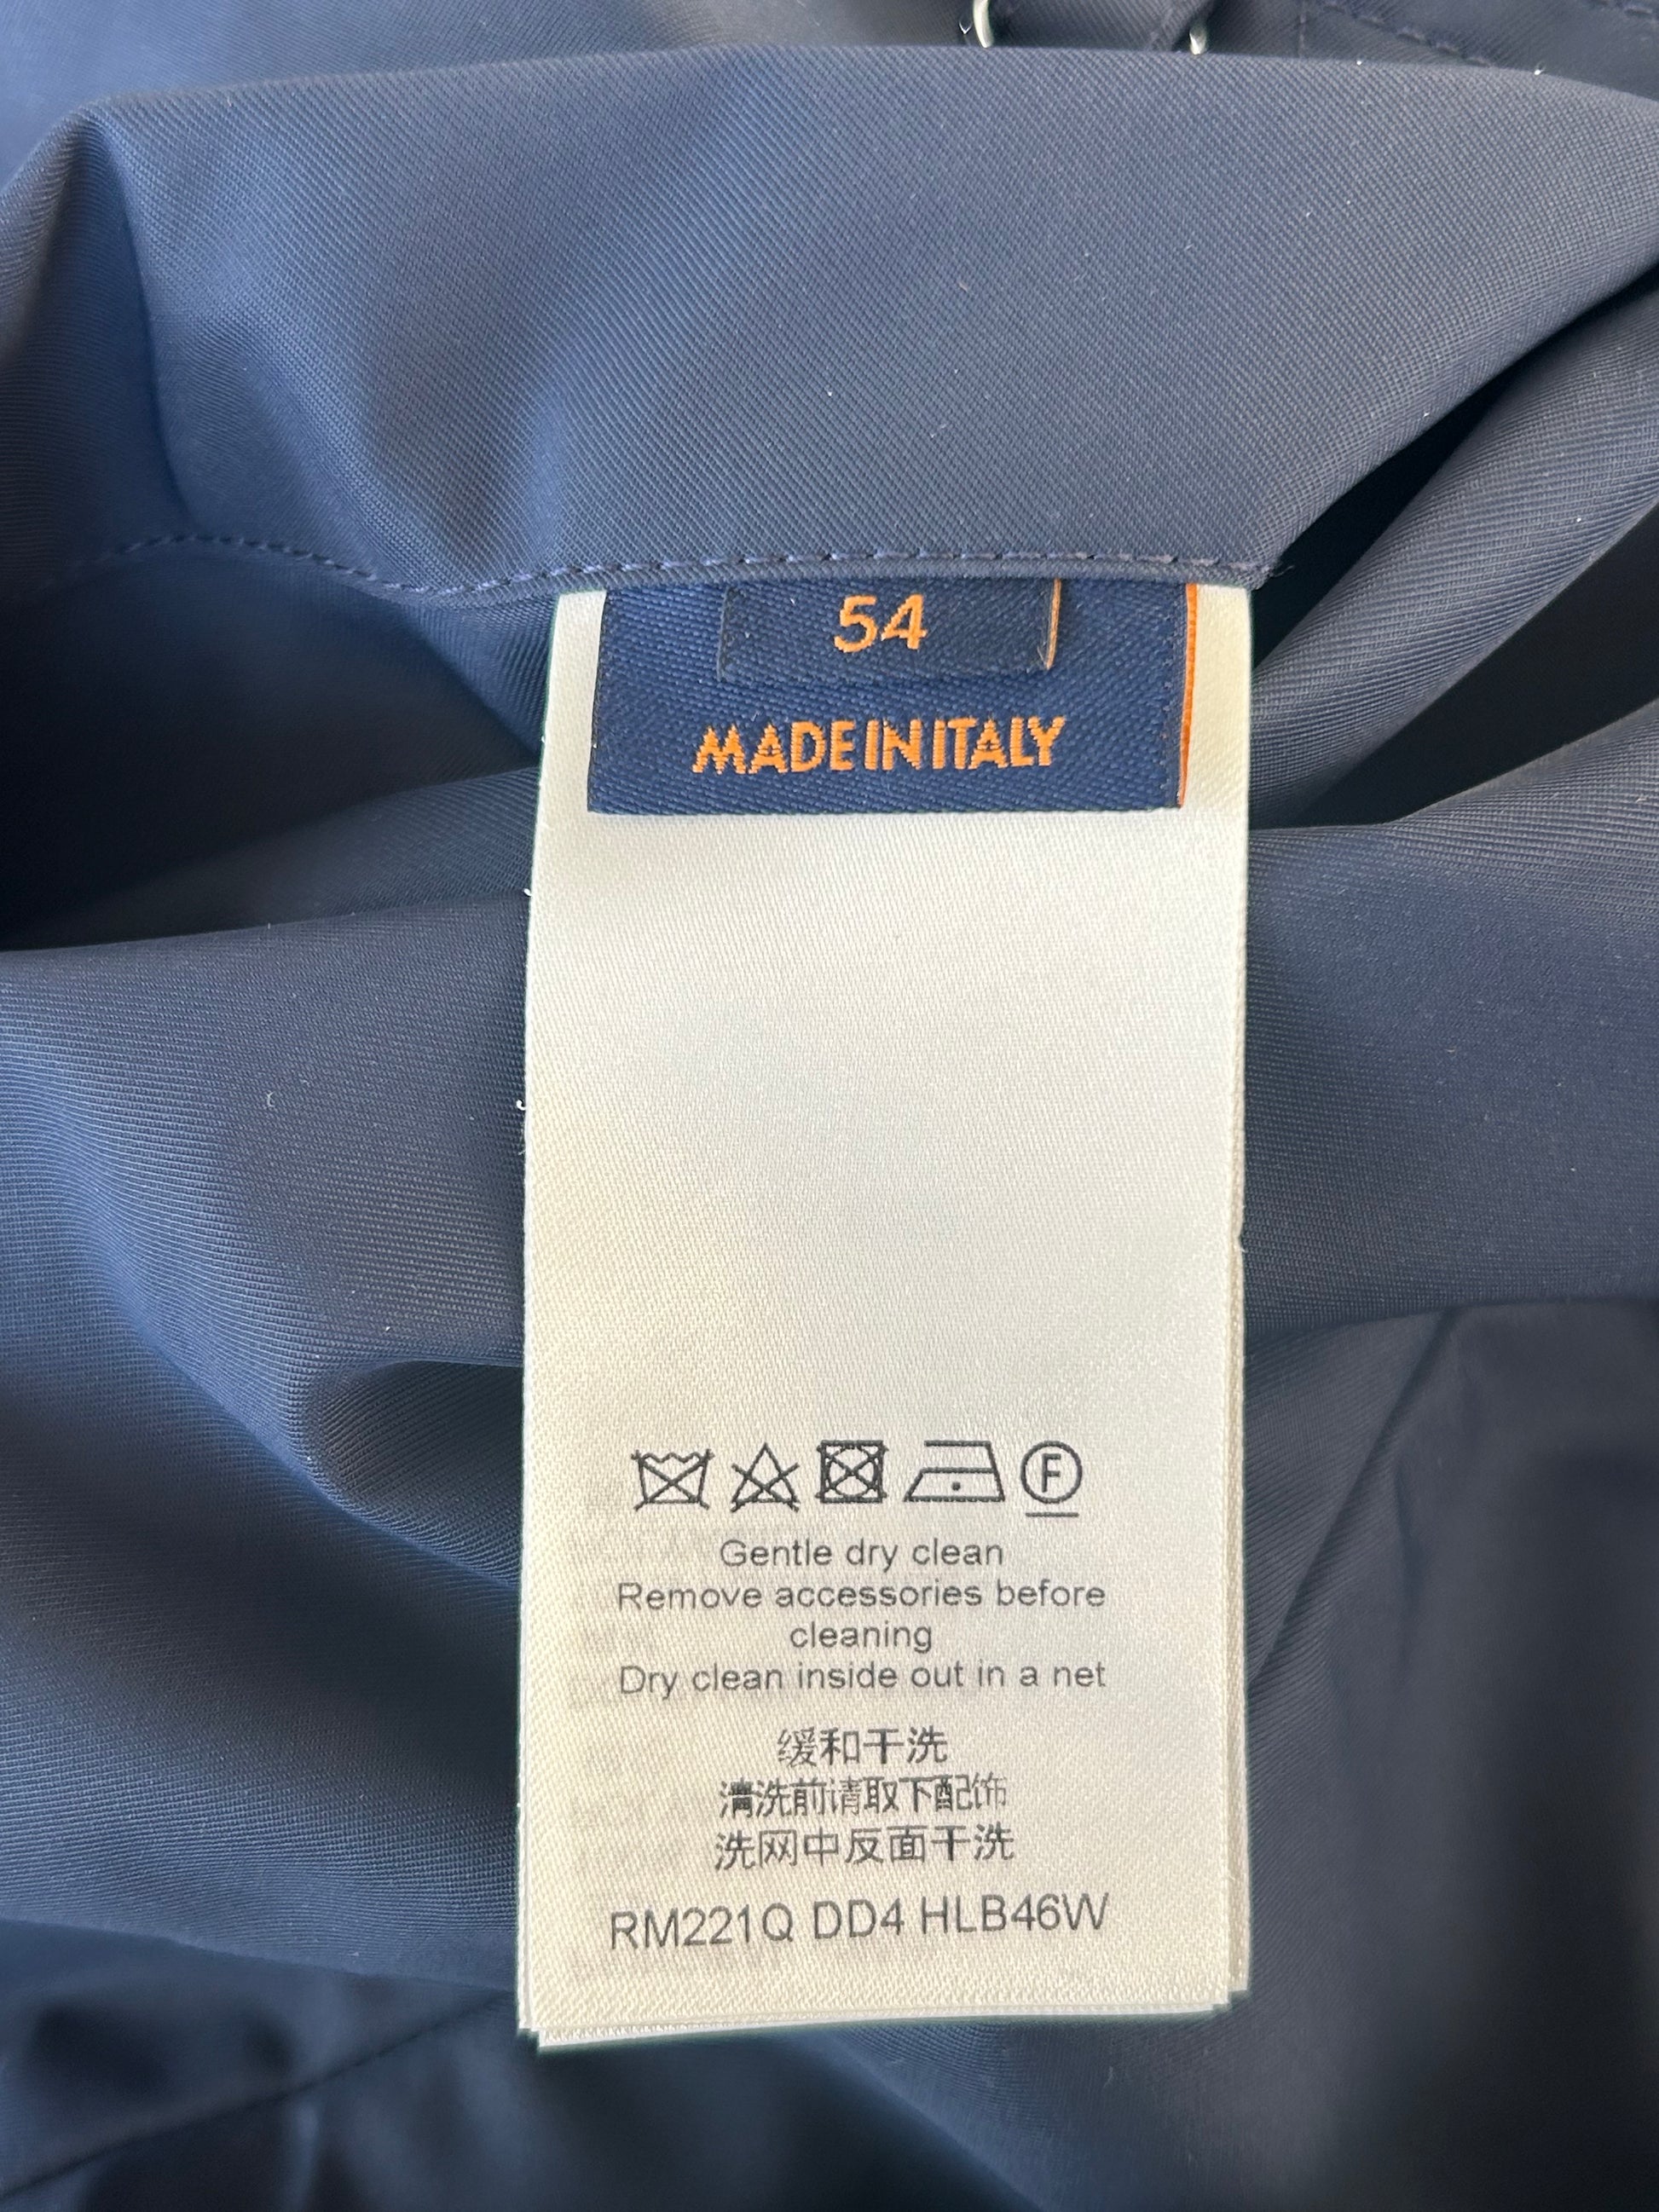 54
MADE IN ITALY
F
Gentle dry clean
Remove accessories before
cleaning
Dry clean inside out in a net
缓和干洗
清洗前请取下配饰
洗网中反面干洗
RM221Q DD4 HLB46W